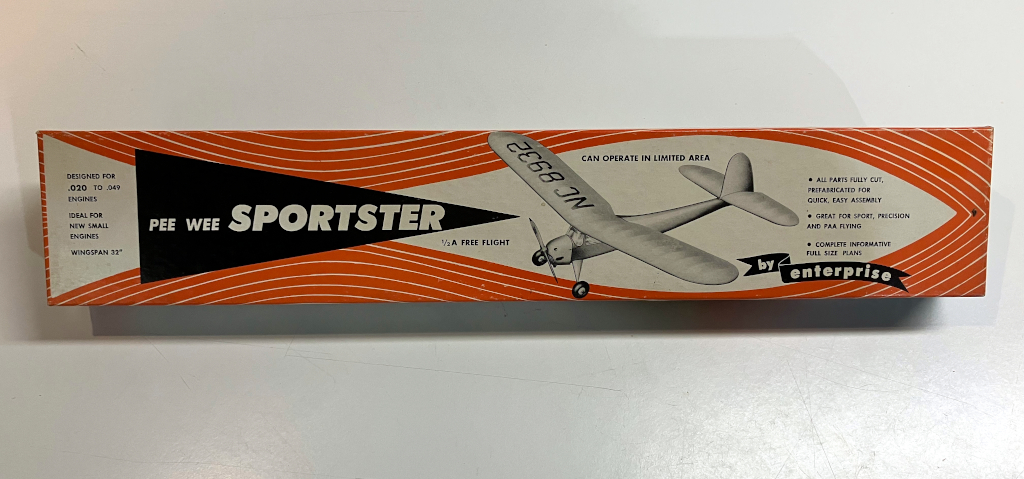 DESIGNED FOR
.020 TO .049
ENGINES
IDEAL FOR
NEW SMALL
ENGINES
WINGSPAN 32"
PEE WEE SPORTSTER
½A FREE FLIGHT
NC 8932
CAN OPERATE IN LIMITED AREA
• ALL PARTS FULLY CUT,
PREFABRICATED FOR
QUICK, EASY ASSEMBLY
• GREAT FOR SPORT, PRECISION
AND PAA FLYING
• COMPLETE INFORMATIVE
FULL SIZE PLANS
by enterprise